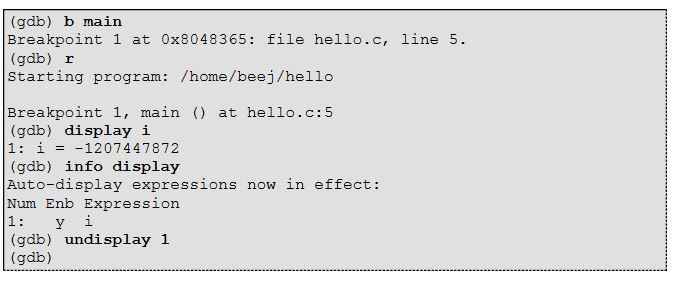 (gdb) b main
Breakpoint 1 at 0x8048365: file hello.c, line 5.
(gdb) r
Starting program: /home/beej/hello
Breakpoint 1, main () at hello.c:5
(gdb) display i
1: i = -1207447872
(gdb) info display
Auto-display expressions now in effect:
Num Enb Expression
1:   y  i
(gdb) undisplay 1
(gdb)